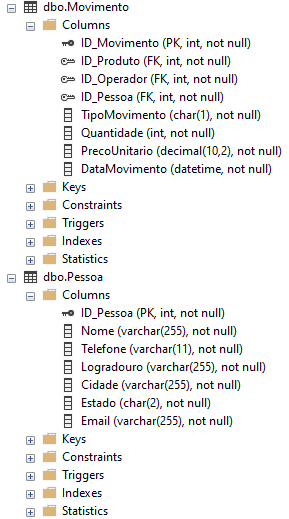 dbo.Movimento
Columns
ID_Movimento (PK, int, not null)
ID_Produto (FK, int, not null)
ID_Operador (FK, int, not null)
ID_Pessoa (FK, int, not null)
TipoMovimento (char(1), not null)
Quantidade (int, not null)
PrecoUnitario (decimal(10,2), not null)
DataMovimento (datetime, not null)
Keys
Constraints
Triggers
Indexes
Statistics
dbo.Pessoa
Columns
ID_Pessoa (PK, int, not null)
Nome (varchar(255), not null)
Telefone (varchar(11), not null)
Logradouro (varchar(255), not null)
Cidade (varchar(255), not null)
Estado (char(2), not null)
Email (varchar(255), not null)
Keys
Constraints
Triggers
Indexes
Statistics